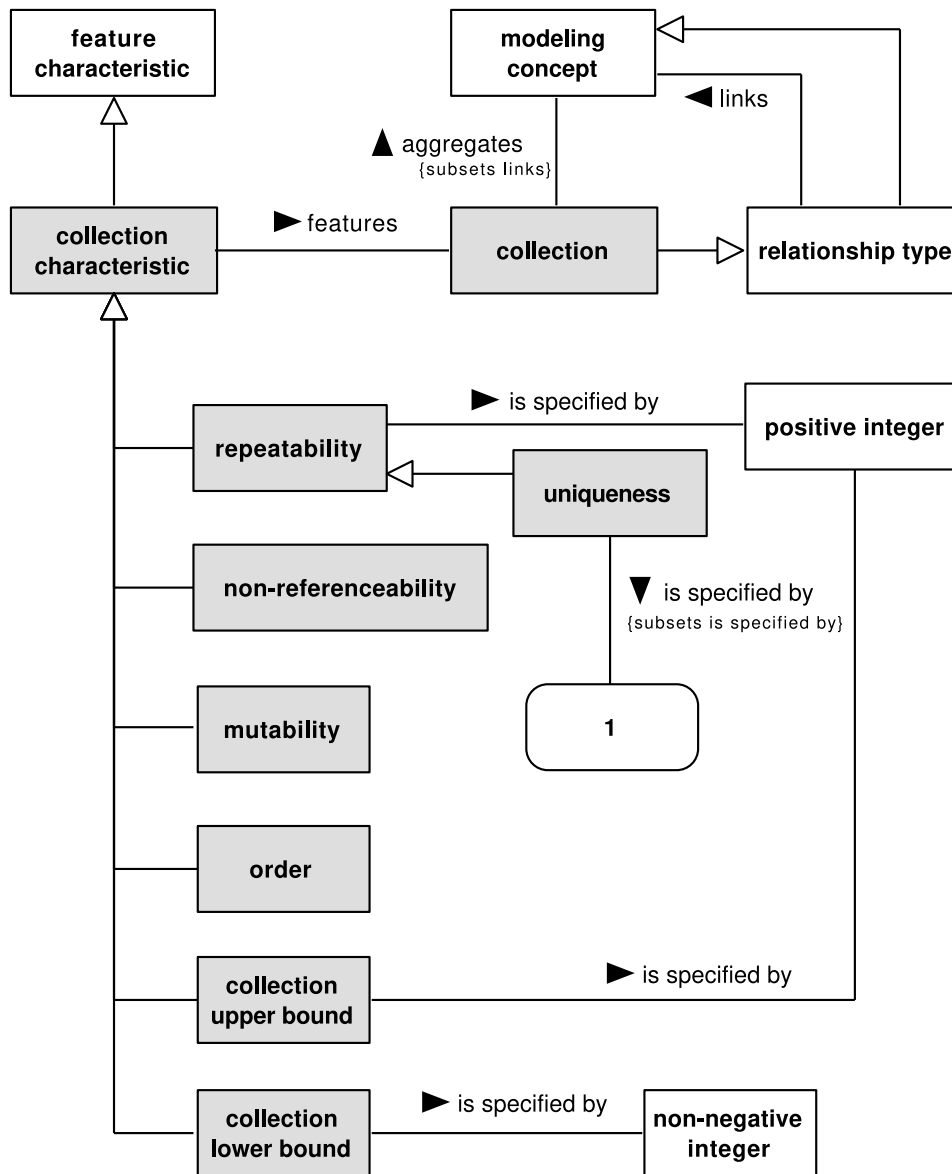 feature
characteristic
modeling
concept
links
aggregates
{subsets links}
collection
characteristic
features
collection
relationship type
is specified by
repeatability
positive integer
uniqueness
non-referenceability
is specified by
{subsets is specified by}
mutability
1
order
collection
upper bound
is specified by
collection
lower bound
is specified by
non-negative
integer